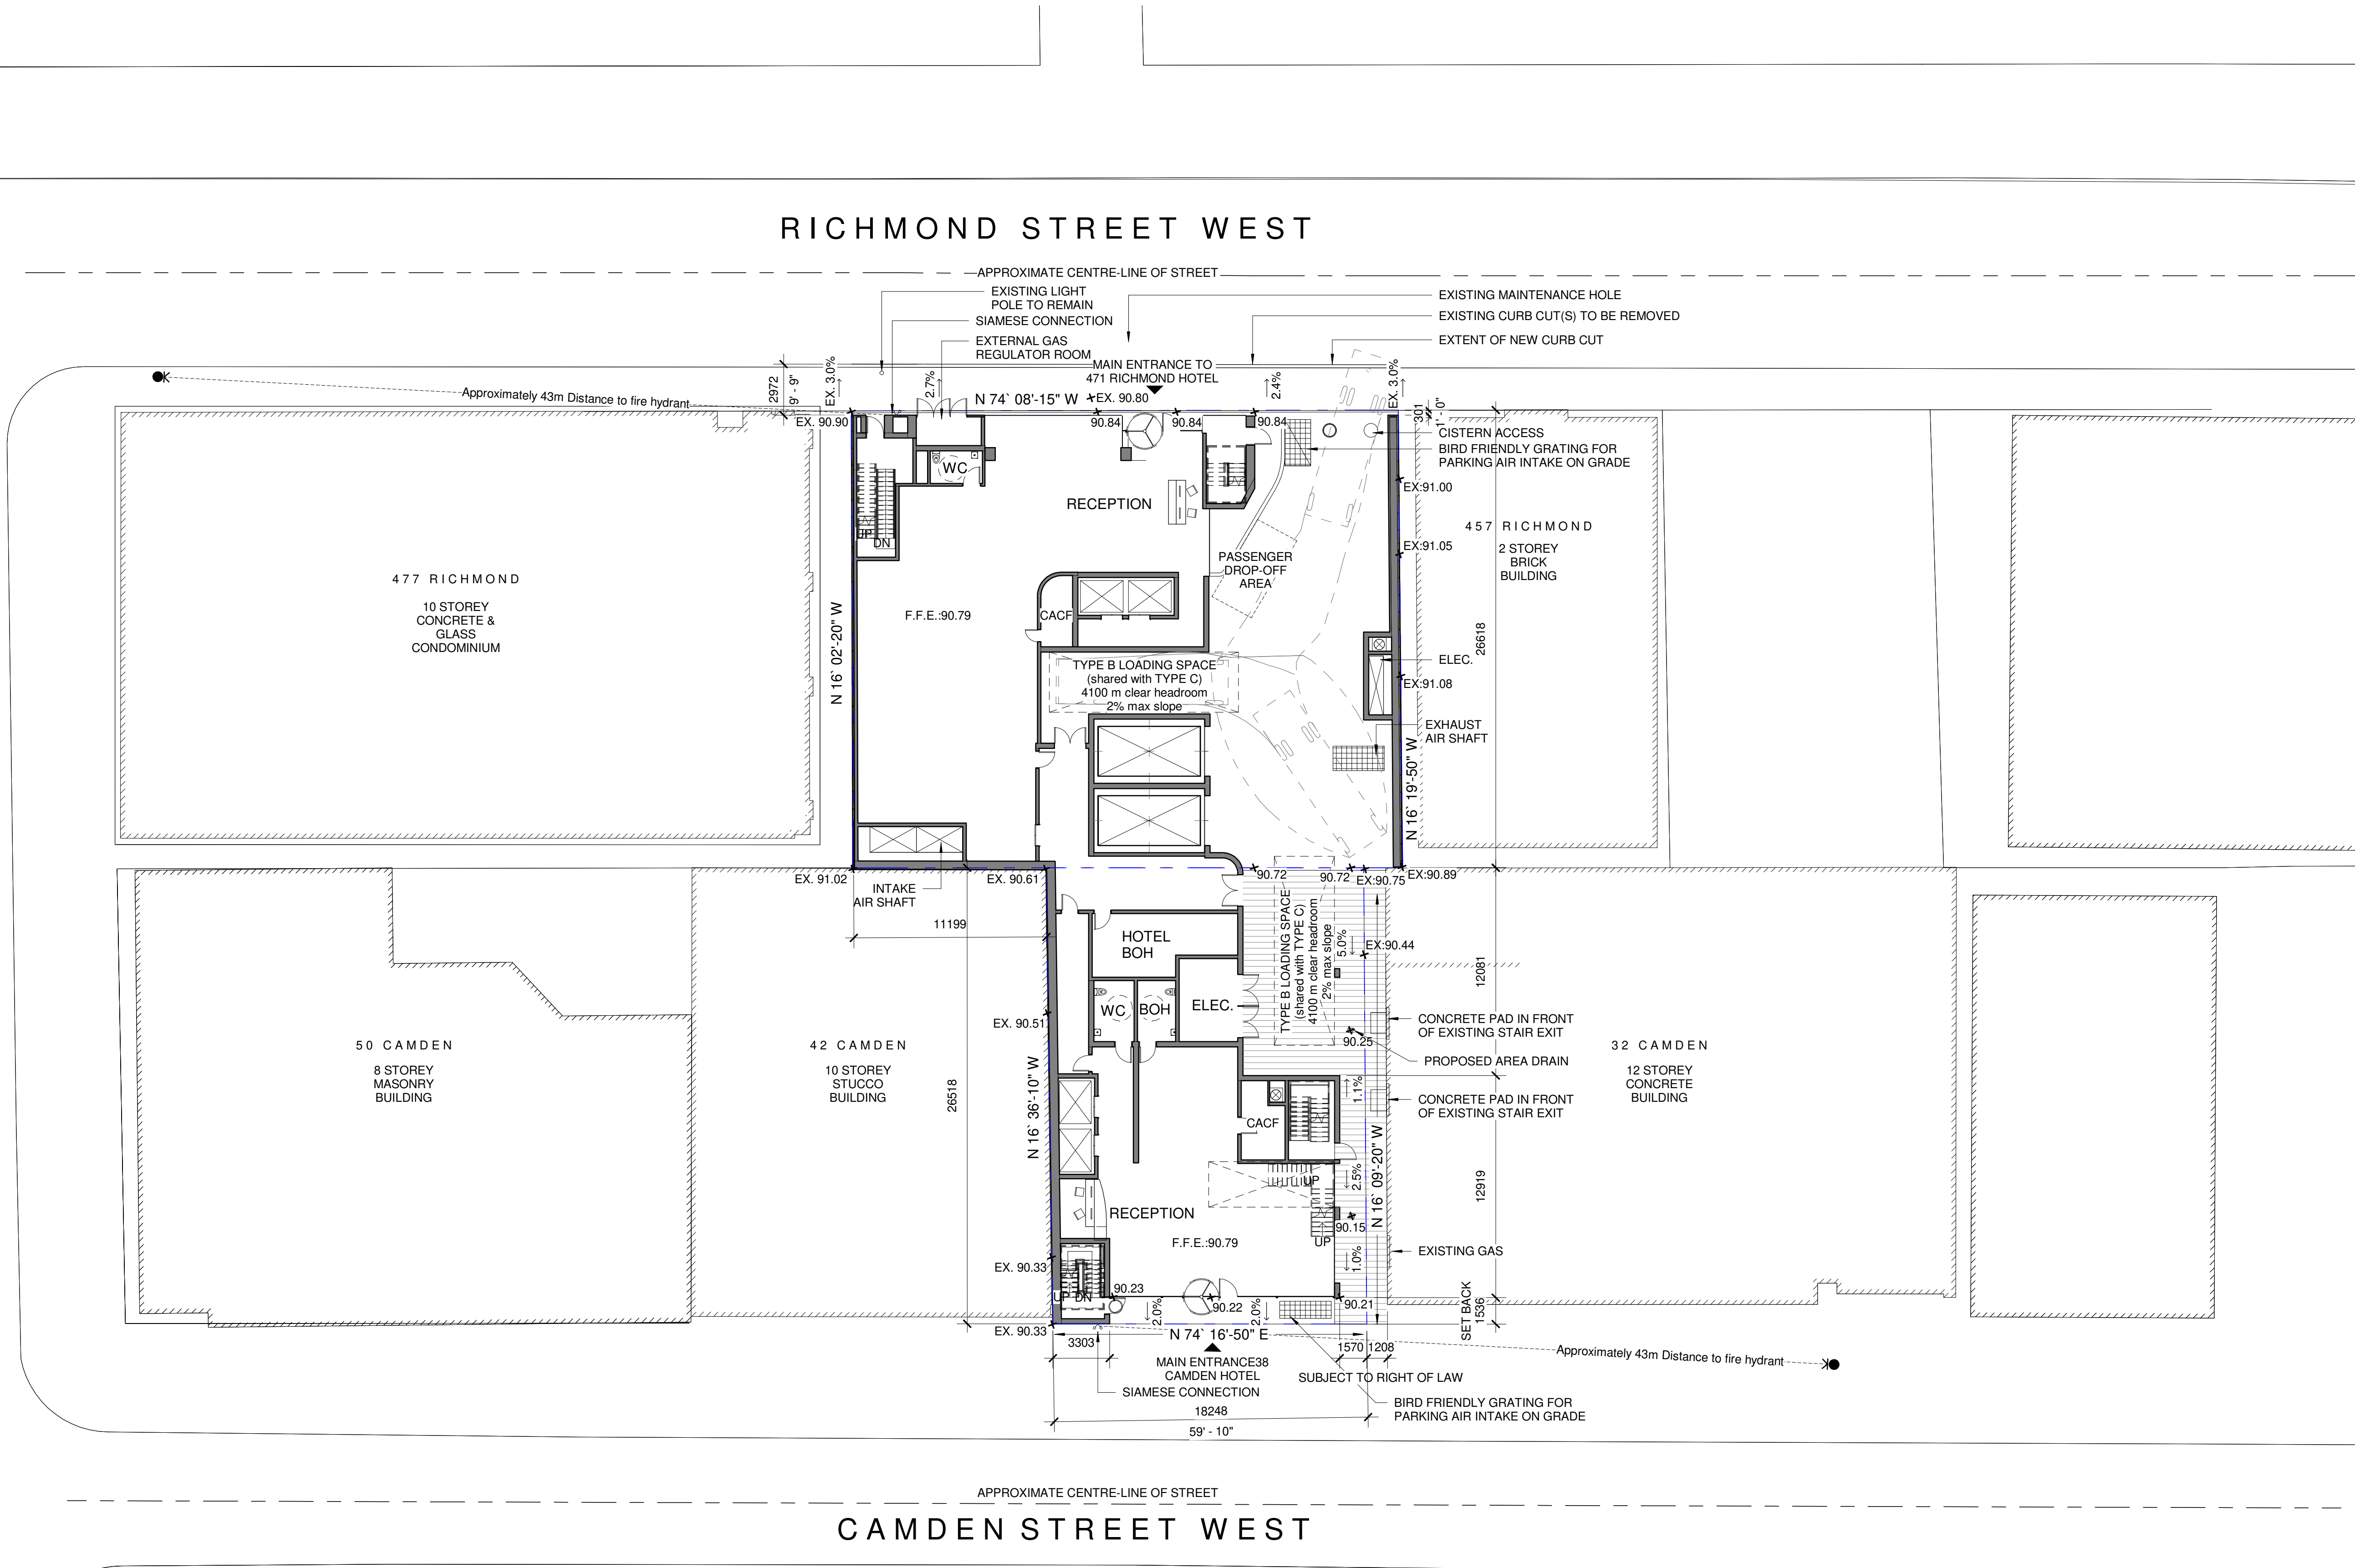 RICHMOND STREET WEST
APPROXIMATE CENTRE-LINE OF STREET
EXISTING LIGHT
POLE TO REMAIN
SIAMESE CONNECTION
EXTERNAL GAS
REGULATOR ROOM
EXISTING MAINTENANCE HOLE
EXISTING CURB CUT(S) TO BE REMOVED
EXTENT OF NEW CURB CUT
MAIN ENTRANCE TO
471 RICHMOND HOTEL
2972
9' - 9"
EX. 3.0%
2.7%
2.4%
EX. 3.0%
Approximately 43m Distance to fire hydrant
N 74` 08'-15" W
EX. 90.80
EX. 90.90
90.84
90.84
90.84
301
1' - 0"
CISTERN ACCESS
BIRD FRIENDLY GRATING FOR
PARKING AIR INTAKE ON GRADE
WC
RECEPTION
EX:91.00
UP
DN
EX:91.05
457 RICHMOND
2 STOREY
BRICK
BUILDING
PASSENGER
DROP-OFF
AREA
477 RICHMOND
10 STOREY
CONCRETE &
GLASS
CONDOMINIUM
N 16` 02'-20" W
F.F.E.:90.79
CACF
26618
ELEC.
TYPE B LOADING SPACE
(shared with TYPE C)
4100 m clear headroom
2% max slope
EX:91.08
EXHAUST
AIR SHAFT
N 16` 19'-50" W
EX. 91.02
INTAKE
AIR SHAFT
EX. 90.61
90.72
90.72
EX:90.75
EX:90.89
11199
HOTEL
BOH
TYPE B LOADING SPACE
(shared with TYPE C)
4100 m clear headroom
2% max slope
5.0%
EX:90.44
12081
WC
BOH
ELEC.
EX. 90.51
90.25
CONCRETE PAD IN FRONT
OF EXISTING STAIR EXIT
PROPOSED AREA DRAIN
50 CAMDEN
8 STOREY
MASONRY
BUILDING
42 CAMDEN
10 STOREY
STUCCO
BUILDING
32 CAMDEN
12 STOREY
CONCRETE
BUILDING
26518
N 16` 36'-10" W
1.1%
CONCRETE PAD IN FRONT
OF EXISTING STAIR EXIT
CACF
N 16` 09'-20" W
2.5%
UP
12919
RECEPTION
90.15
F.F.E.:90.79
UP
1.0%
EXISTING GAS
EX. 90.33
UP DN
90.23
2.0%
90.22
2.0%
90.21
SET BACK
1536
EX. 90.33
N 74` 16'-50" E
3303
1570
1208
MAIN ENTRANCE38
CAMDEN HOTEL
SIAMESE CONNECTION
SUBJECT TO RIGHT OF LAW
Approximately 43m Distance to fire hydrant
BIRD FRIENDLY GRATING FOR
PARKING AIR INTAKE ON GRADE
18248
59' - 10"
APPROXIMATE CENTRE-LINE OF STREET
CAMDEN STREET WEST